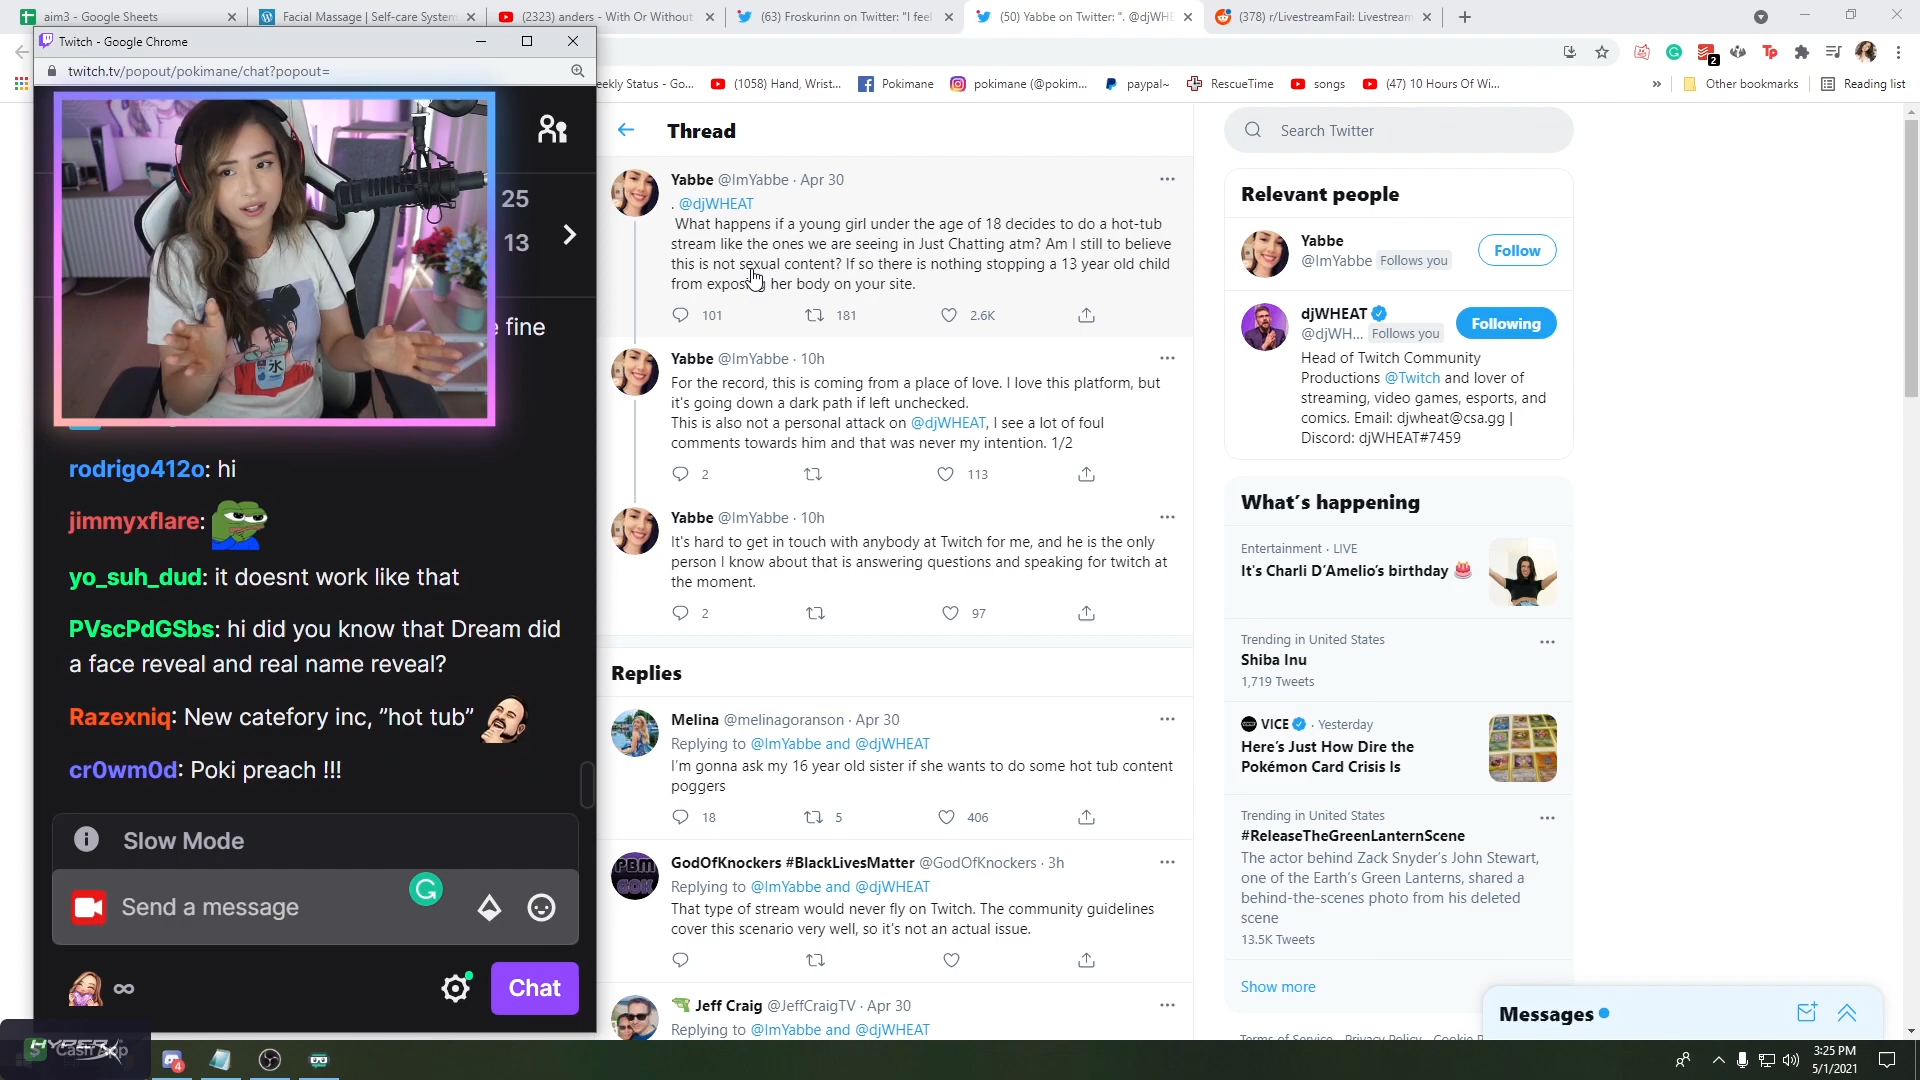 aim3 - Google Sheets
Facial Massage | Self-care System
(2323) anders - With Or Without
(63) Froskurinn on Twitter: "I feel
(50) Yabbe on Twitter: ". @djWHE
(378) r/LivestreamFail: Livestream
Twitch - Google Chrome
twitch.tv/popout/pokimane/chat?popout=
2
eekly Status - Go...
(1058) Hand, Wrist...
Pokimane
pokimane (@pokim...
paypal~
RescueTime
songs
(47) 10 Hours Of Wi...
Other bookmarks
Reading list
25
13
fine
rodrigo412o: hi
jimmyxflare:
yo_suh_dud: it doesnt work like that
PVscPdGSbs: hi did you know that Dream did
a face reveal and real name reveal?
Razexniq: New catefory inc, "hot tub"
cr0wm0d: Poki preach !!!
Slow Mode
Send a message
∞
Chat
Thread
Yabbe @ImYabbe · Apr 30
. @djWHEAT
What happens if a young girl under the age of 18 decides to do a hot-tub
stream like the ones we are seeing in Just Chatting atm? Am I still to believe
this is not sexual content? If so there is nothing stopping a 13 year old child
from exposing her body on your site.
101
181
2.6K
Yabbe @ImYabbe · 10h
For the record, this is coming from a place of love. I love this platform, but
it's going down a dark path if left unchecked.
This is also not a personal attack on @djWHEAT, I see a lot of foul
comments towards him and that was never my intention. 1/2
2
113
Yabbe @ImYabbe · 10h
It's hard to get in touch with anybody at Twitch for me, and he is the only
person I know about that is answering questions and speaking for twitch at
the moment.
2
97
Replies
Melina @melinagoranson · Apr 30
Replying to @ImYabbe and @djWHEAT
I'm gonna ask my 16 year old sister if she wants to do some hot tub content
poggers
18
5
406
PBM
GOK
GodOfKnockers #BlackLivesMatter @GodOfKnockers · 3h
Replying to @ImYabbe and @djWHEAT
That type of stream would never fly on Twitch. The community guidelines
cover this scenario very well, so it's not an actual issue.
Jeff Craig @JeffCraigTV · Apr 30
Replying to @ImYabbe and @djWHEAT
Search Twitter
Relevant people
Yabbe
@ImYabbe Follows you
Follow
djWHEAT
@djWH... Follows you
Following
Head of Twitch Community
Productions @Twitch and lover of
streaming, video games, esports, and
comics. Email: djwheat@csa.gg |
Discord: djWHEAT#7459
What's happening
Entertainment · LIVE
It's Charli D'Amelio's birthday
Trending in United States
Shiba Inu
1,719 Tweets
VICE · Yesterday
Here's Just How Dire the
Pokémon Card Crisis Is
Trending in United States
#ReleaseTheGreenLanternScene
The actor behind Zack Snyder's John Stewart,
one of the Earth's Green Lanterns, shared a
behind-the-scenes photo from his deleted
scene
13.5K Tweets
Show more
Terms of Service Privacy Policy Cookie P
Messages
HYPERX
Cash App
4
3:25 PM
5/1/2021